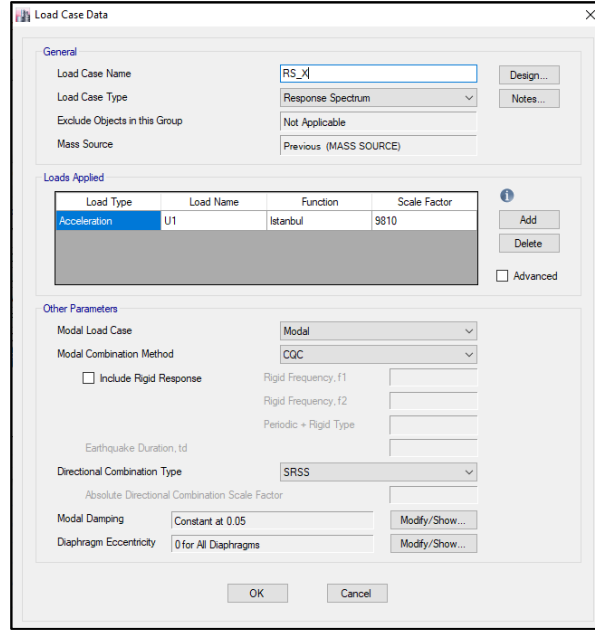 Load Case Data
General
Load Case Name RS_X Design...
Load Case Type Response Spectrum Notes...
Exclude Objects in this Group Not Applicable
Mass Source Previous (MASS SOURCE)
Loads Applied
Load Type Load Name Function Scale Factor
Acceleration U1 Istanbul 9810 Add
Delete
Advanced
Other Parameters
Modal Load Case Modal
Modal Combination Method CQC
Include Rigid Response Rigid Frequency, f1
Rigid Frequency, f2
Periodic + Rigid Type
Earthquake Duration, td
Directional Combination Type SRSS
Absolute Directional Combination Scale Factor
Modal Damping Constant at 0.05 Modify/Show...
Diaphragm Eccentricity 0 for All Diaphragms Modify/Show...
OK Cancel